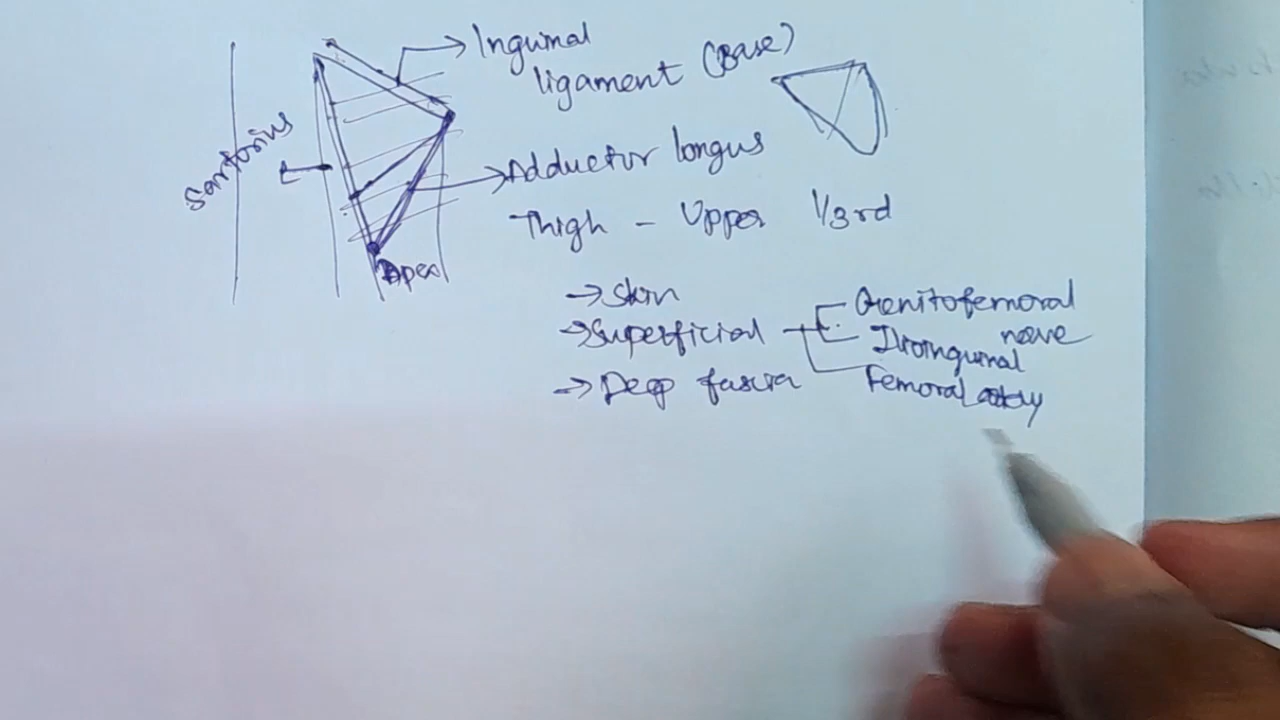 Inguinal
ligament (Base)
Sartorius
Adductor longus
Thigh - Upper 1/3rd
Apex
→ Skin
→ Superficial
Genitofemoral
nerve
Ilioinguinal
→ Deep fascia
Femoral